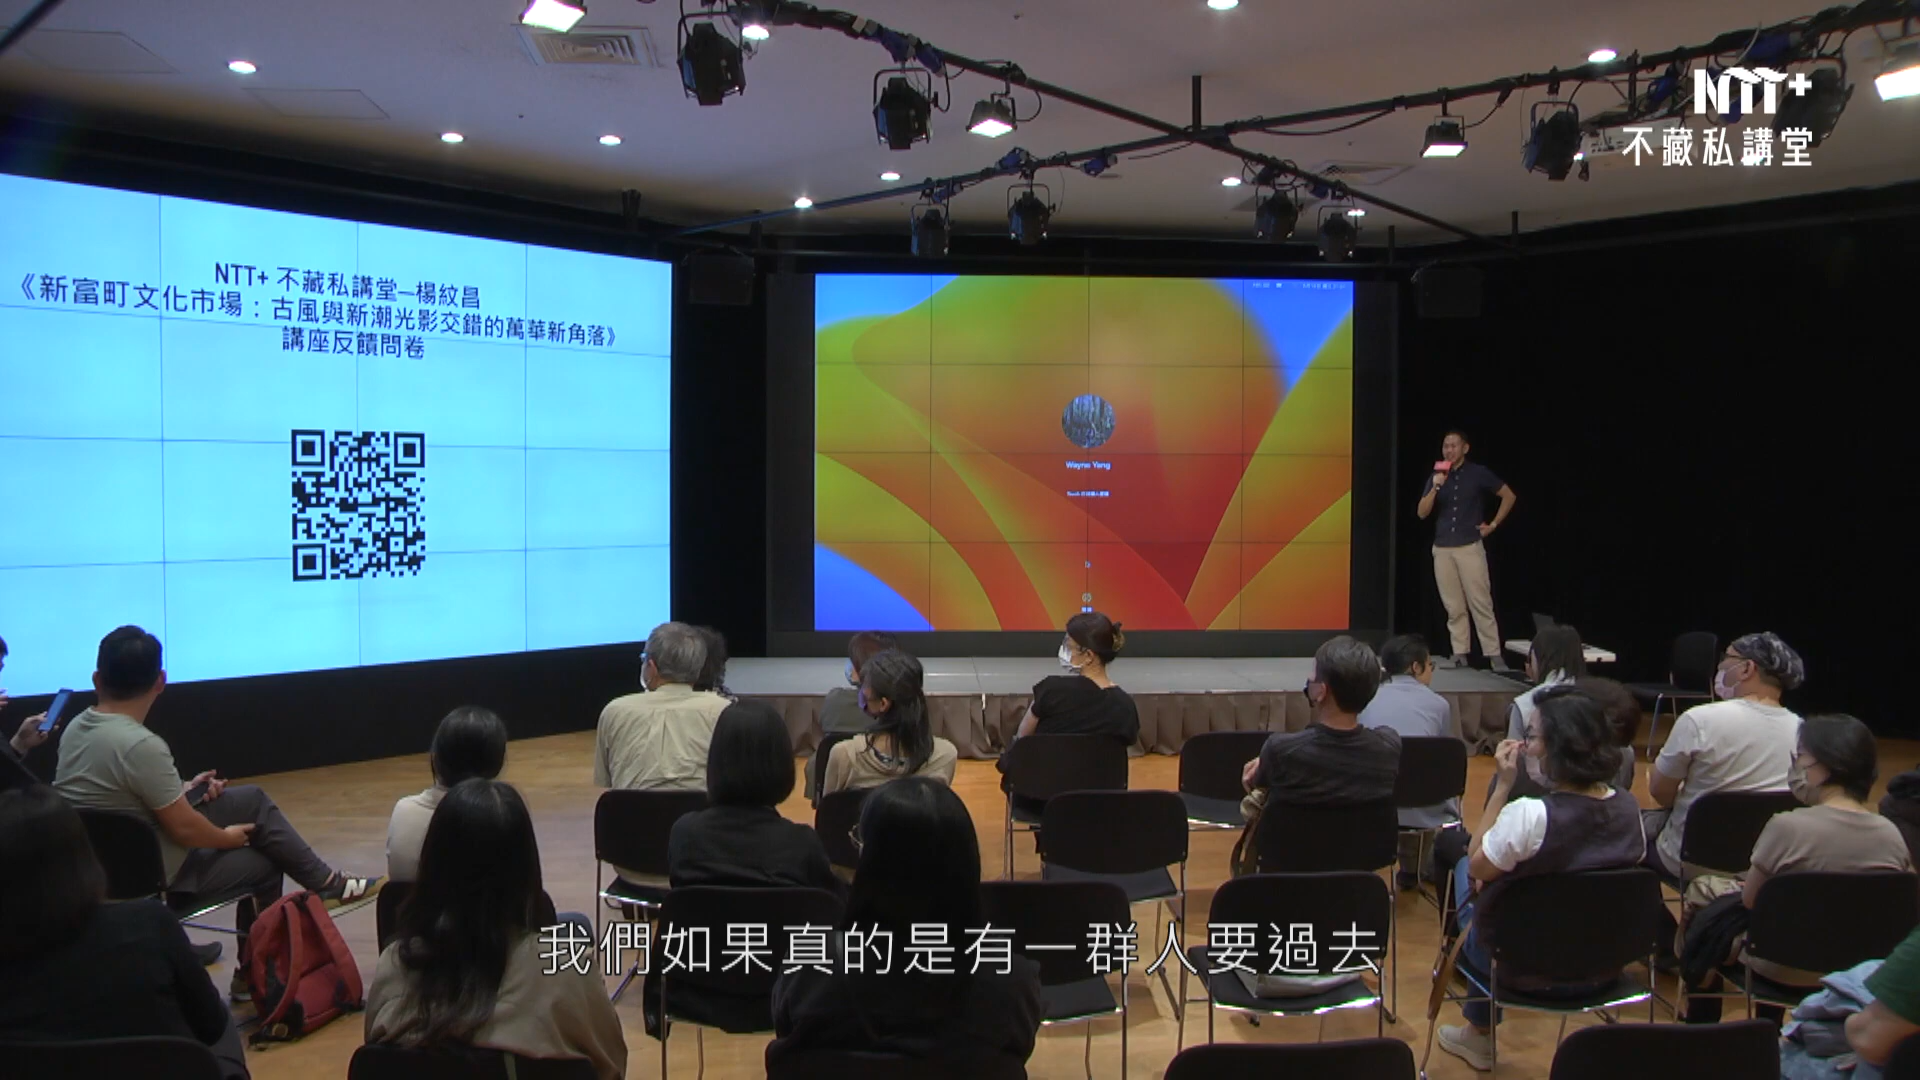 NTT+
不藏私講堂
NTT+ 不藏私講堂—楊紋昌
《新富町文化市場：古風與新潮光影交錯的萬華新角落》
講座反饋問卷
Wayne Yang
N
我們如果真的是有一群人要過去